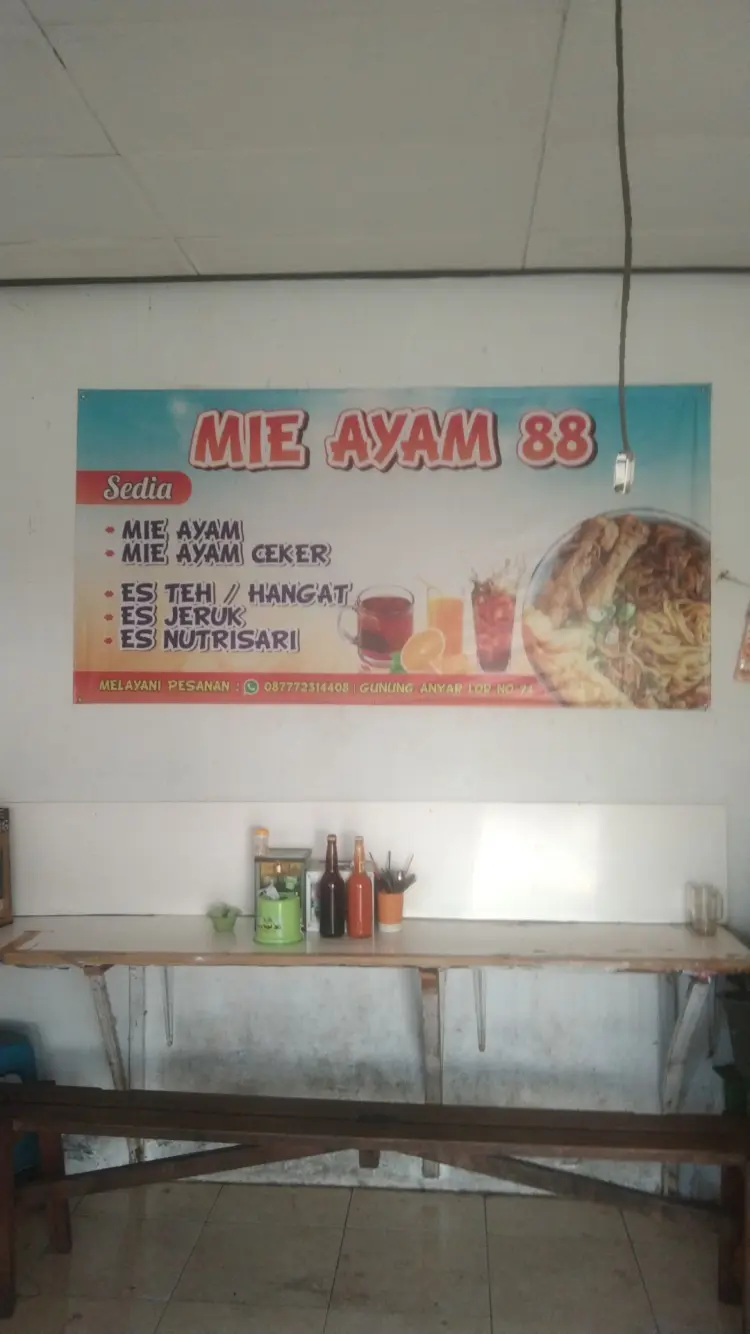 MIE AYAM 88
Sedia
MIE AYAM
MIE AYAM CEKER
ES TEH / HANGAT
ES JERUK
ES NUTRISARI
MELAYANI PESANAN : 087772314408 | GUNUNG ANYAR LOR NO